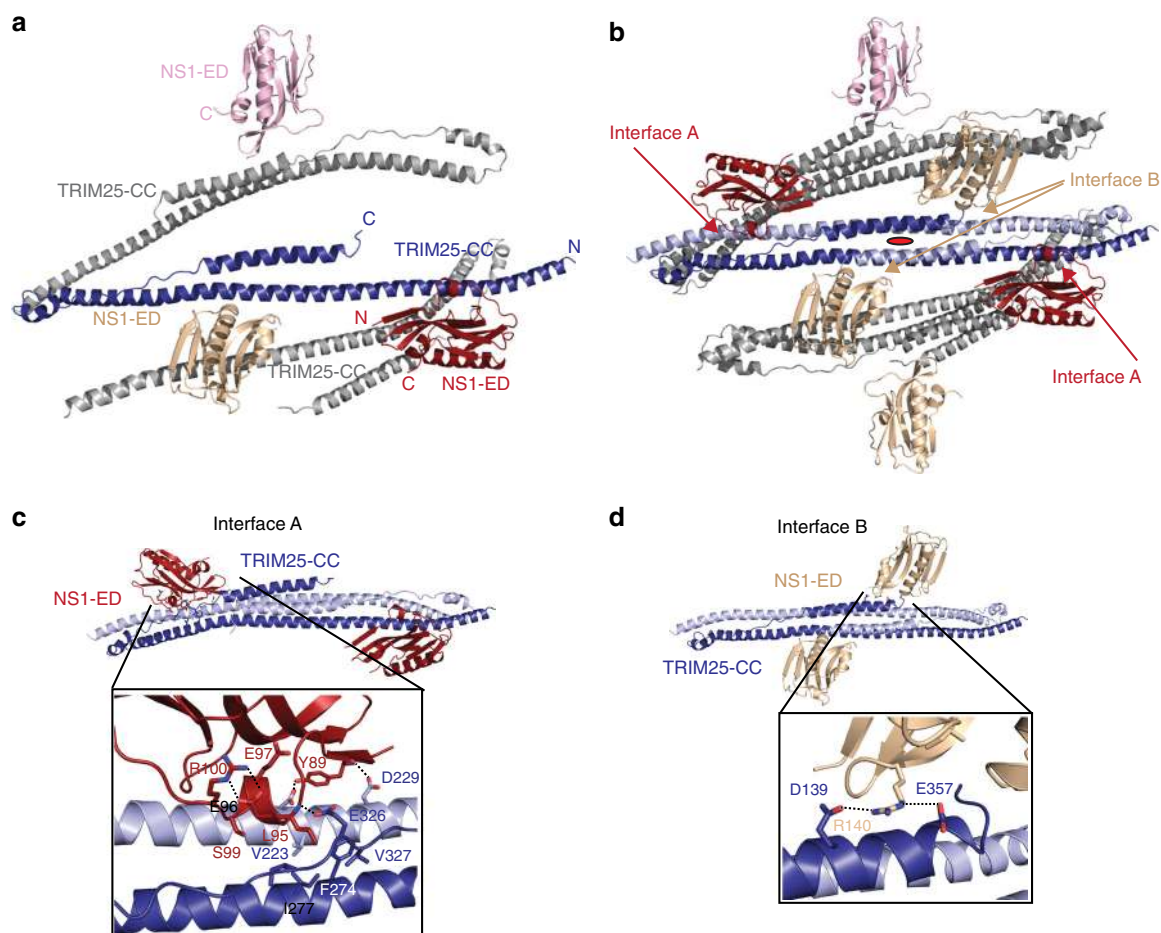 a
NS1-ED
C
TRIM25-CC
C
TRIM25-CC
N
NS1-ED
N
TRIM25-CC
C
NS1-ED
b
Interface A
Interface B
Interface A
c
Interface A
TRIM25-CC
NS1-ED
E97
R100
Y89
D229
E96
E326
L95
S99
V223
V327
F274
I277
d
Interface B
NS1-ED
TRIM25-CC
D139
E357
R140